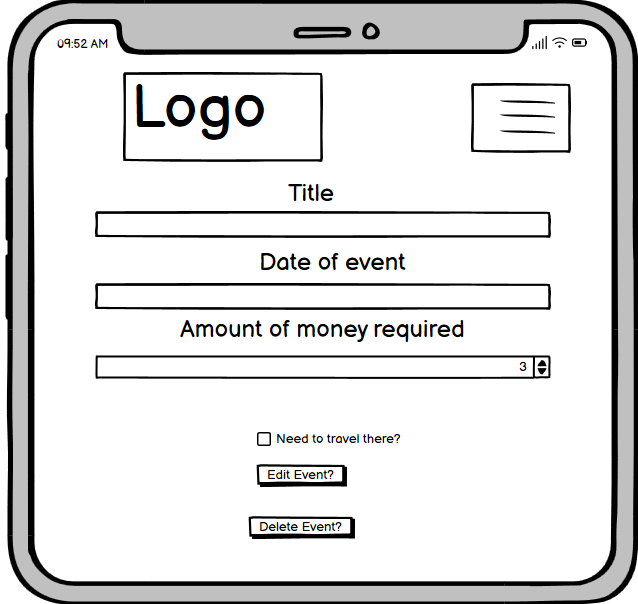 09:52 AM
Logo
Title
Date of event
Amount of money required
3
Need to travel there?
Edit Event?
Delete Event?